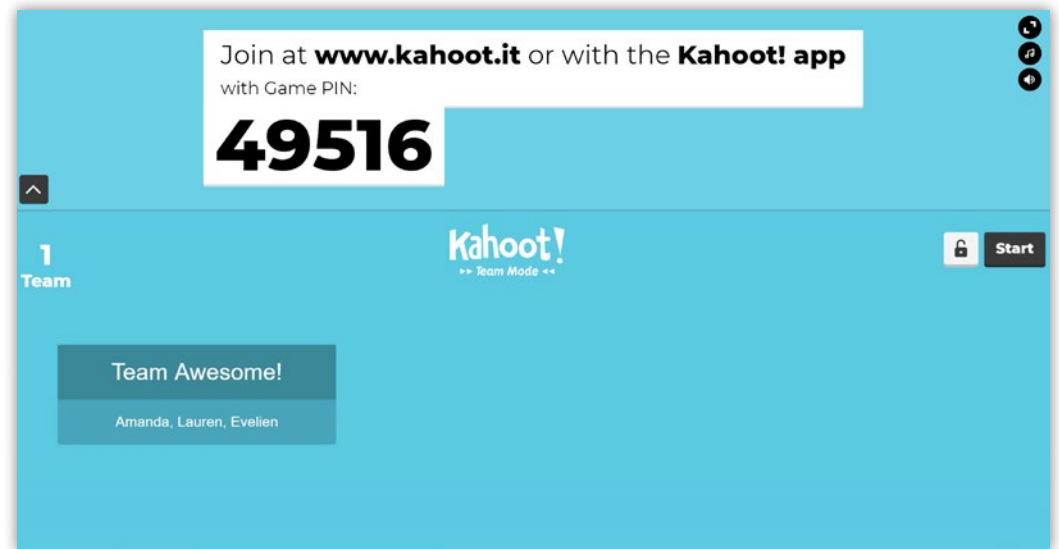 Join at www.kahoot.it or with the Kahoot! app
with Game PIN:
49516
1
Team
Kahoot!
▸▸ Team Mode ◂◂
Start
Team Awesome!
Amanda, Lauren, Evelien